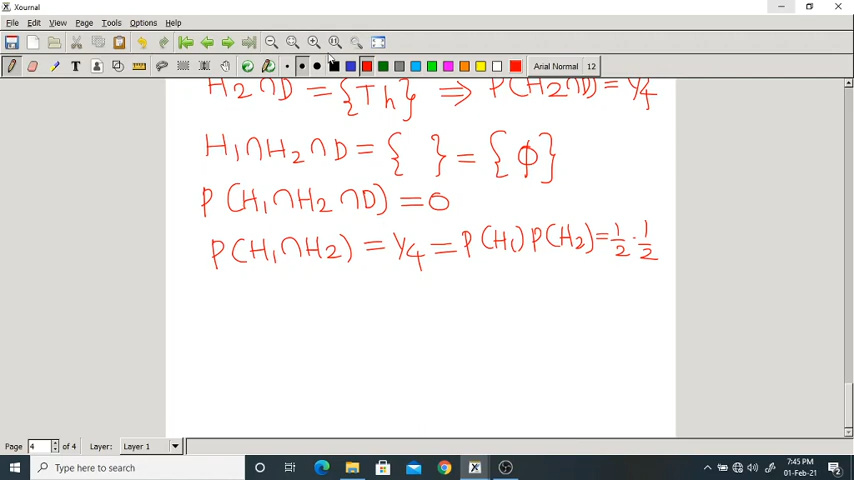 Xournal
File Edit View Page Tools Options Help
Arial Normal 12
H2∩D = {Th} ⇒ P(H2∩D) = 1/4
H1∩H2∩D = { } = {ϕ}
P(H1∩H2∩D) = 0
P(H1∩H2) = 1/4 = P(H1) P(H2) = 1/2 · 1/2
Page 4 of 4 Layer: Layer 1
Type here to search
7:45 PM
01-Feb-21
2